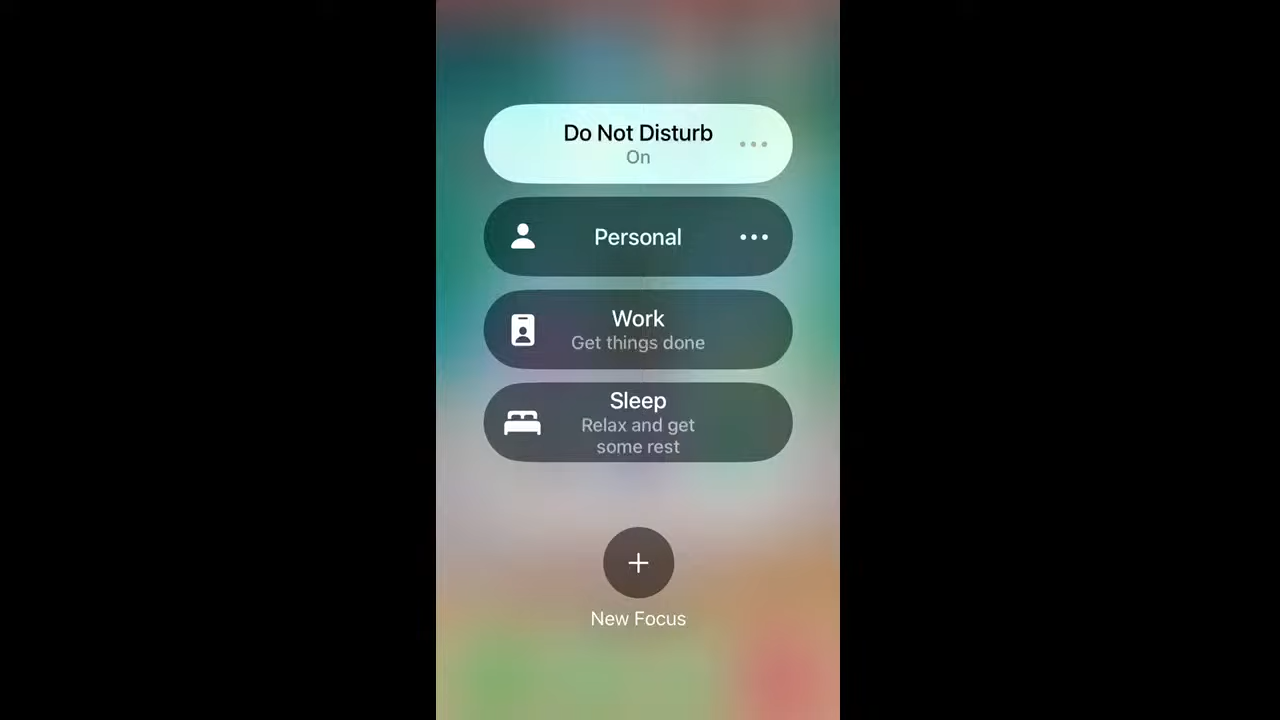 Do Not Disturb
On
Personal
Work
Get things done
Sleep
Relax and get
some rest
New Focus